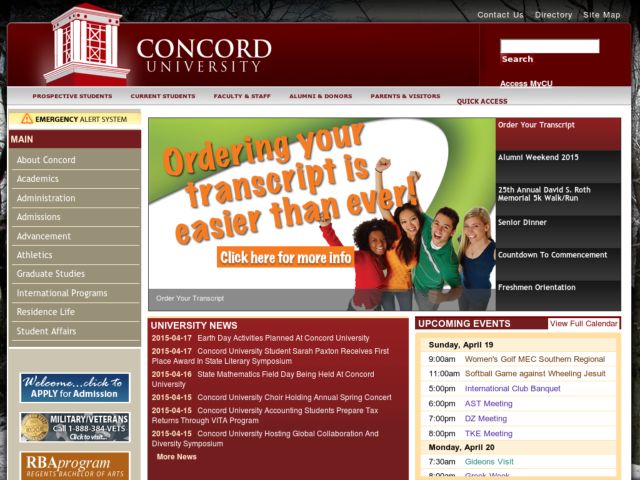 Contact Us Directory Site Map
CONCORD
UNIVERSITY
Search
Access MyCU
PROSPECTIVE STUDENTS CURRENT STUDENTS FACULTY & STAFF ALUMNI & DONORS PARENTS & VISITORS QUICK ACCESS
EMERGENCY ALERT SYSTEM
MAIN
About Concord
Academics
Administration
Admissions
Advancement
Athletics
Graduate Studies
International Programs
Residence Life
Student Affairs
Welcome...click to
APPLY for Admission
MILITARY/VETERANS
Call 1-888-384-VETS
Click to visit...
RBAprogram
REGENTS BACHELOR OF ARTS
Ordering your
transcript is
easier than ever!
Click here for more info
Order Your Transcript
Order Your Transcript
Alumni Weekend 2015
25th Annual David S. Roth
Memorial 5k Walk/Run
Senior Dinner
Countdown To Commencement
Freshmen Orientation
UNIVERSITY NEWS
2015-04-17 Earth Day Activities Planned At Concord University
2015-04-17 Concord University Student Sarah Paxton Receives First
Place Award In State Literary Symposium
2015-04-16 State Mathematics Field Day Being Held At Concord
University
2015-04-15 Concord University Choir Holding Annual Spring Concert
2015-04-15 Concord University Accounting Students Prepare Tax
Returns Through VITA Program
2015-04-15 Concord University Hosting Global Collaboration And
Diversity Symposium
More News
UPCOMING EVENTS View Full Calendar
Sunday, April 19
9:00am Women's Golf MEC Southern Regional
11:00am Softball Game against Wheeling Jesuit
5:00pm International Club Banquet
6:00pm AST Meeting
7:00pm DZ Meeting
8:00pm TKE Meeting
Monday, April 20
7:30am Gideons Visit
8:00am Greek Week